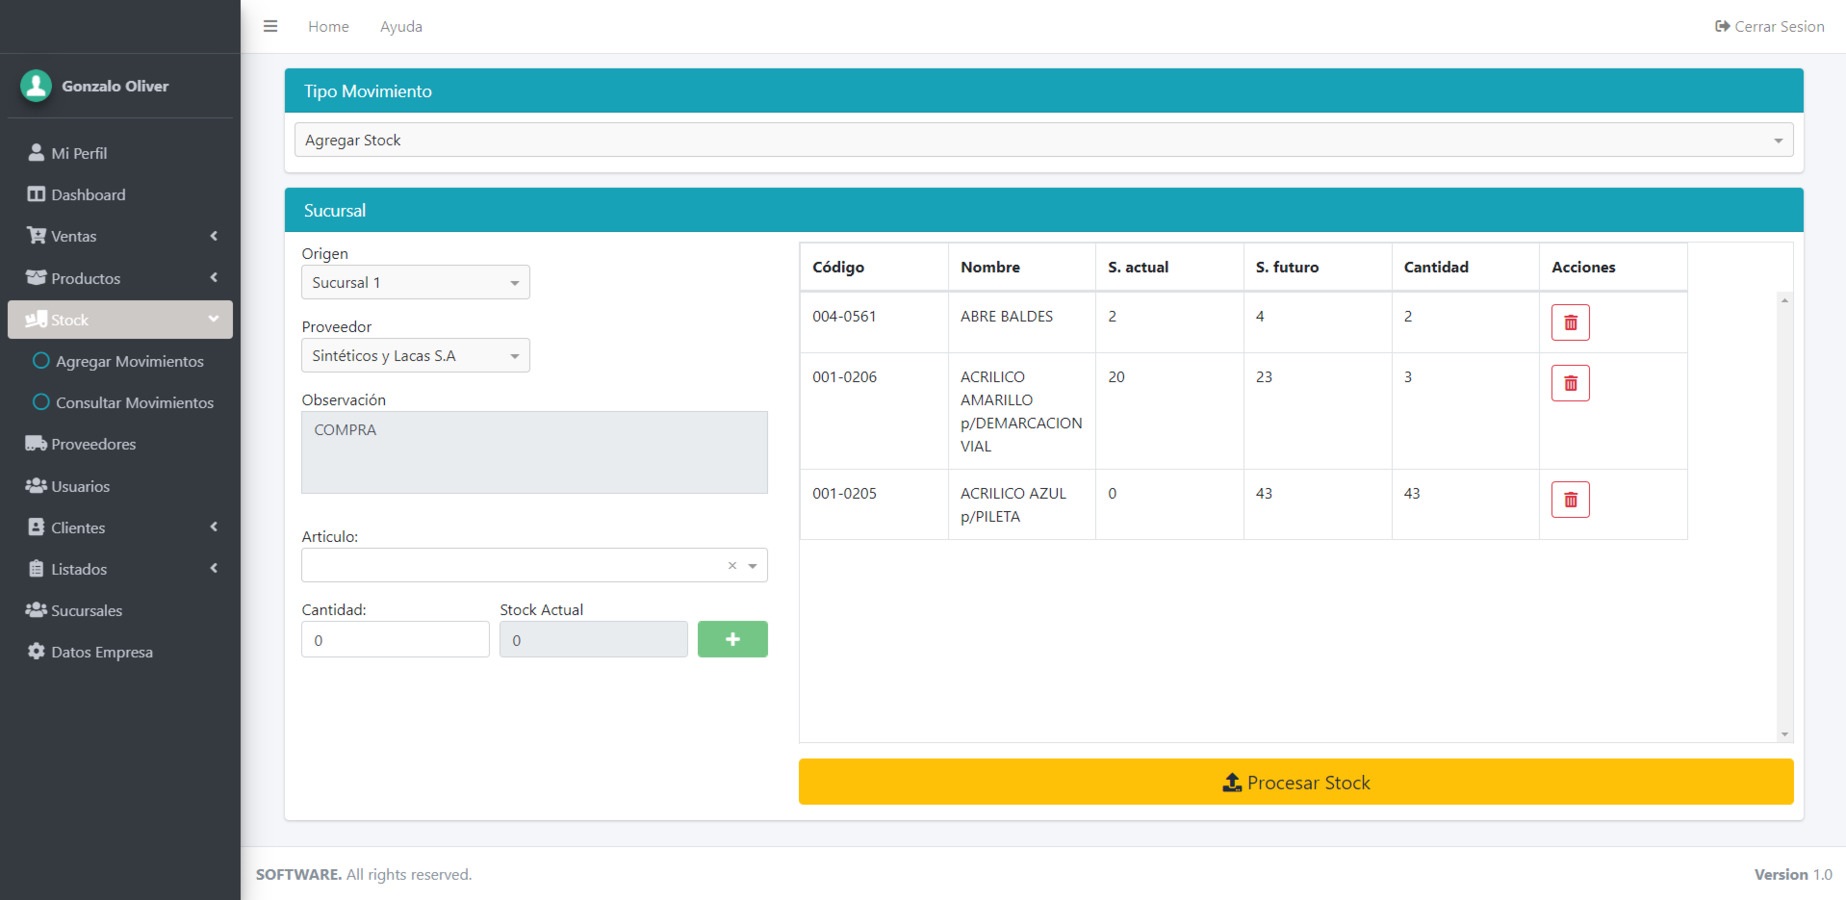 Home
Ayuda
Cerrar Sesion
Gonzalo Oliver
Mi Perfil
Dashboard
Ventas
Productos
Stock
Agregar Movimientos
Consultar Movimientos
Proveedores
Usuarios
Clientes
Listados
Sucursales
Datos Empresa
Tipo Movimiento
Agregar Stock
Sucursal
Origen
Sucursal 1
Proveedor
Sintéticos y Lacas S.A
Observación
COMPRA
Articulo:
Cantidad:
Stock Actual
0
0
Código
Nombre
S. actual
S. futuro
Cantidad
Acciones
004-0561
ABRE BALDES
2
4
2
001-0206
ACRILICO
AMARILLO
p/DEMARCACION
VIAL
20
23
3
001-0205
ACRILICO AZUL
p/PILETA
0
43
43
Procesar Stock
SOFTWARE. All rights reserved.
Version 1.0